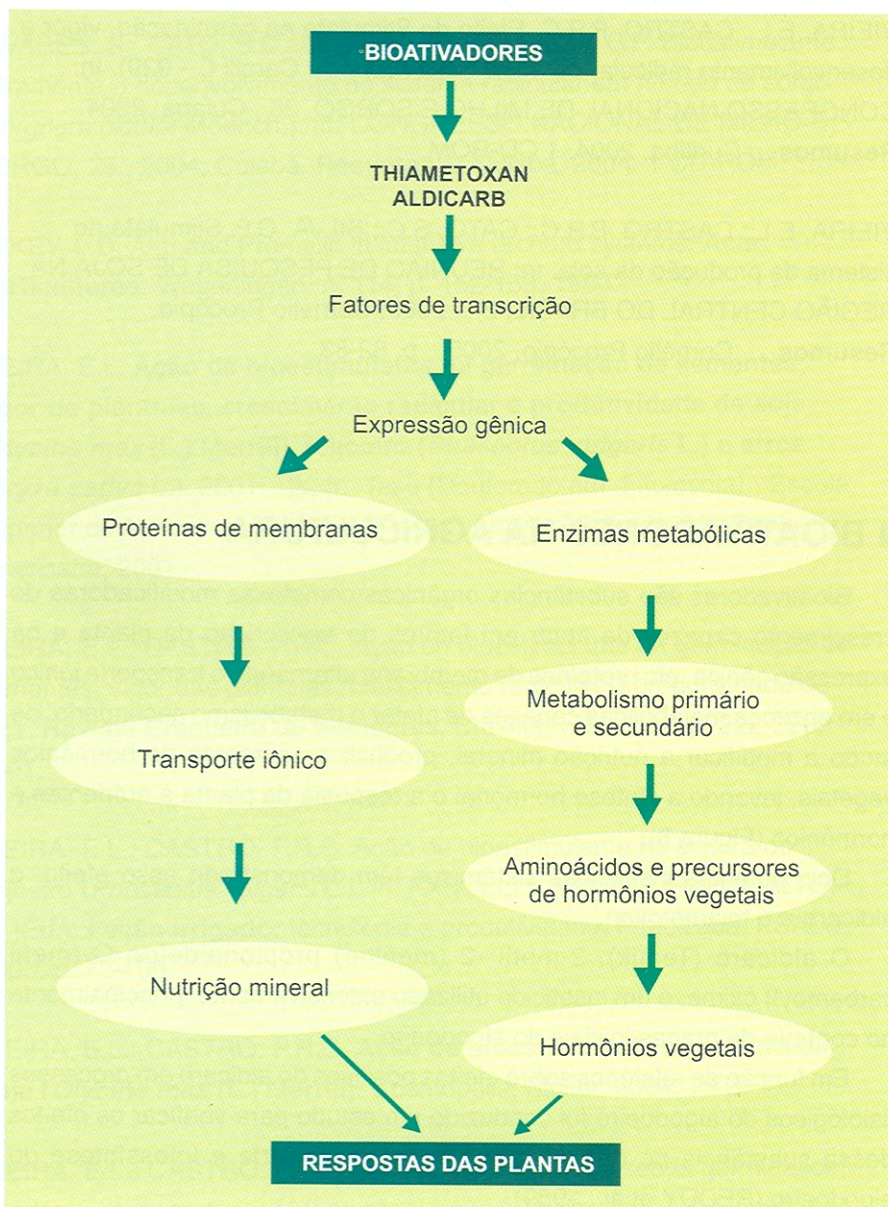 BIOATIVADORES
THIAMETOXAN
ALDICARB
Fatores de transcrição
Expressão gênica
Proteínas de membranas
Enzimas metabólicas
Metabolismo primário
e secundário
Transporte iônico
Aminoácidos e precursores
de hormônios vegetais
Nutrição mineral
Hormônios vegetais
RESPOSTAS DAS PLANTAS